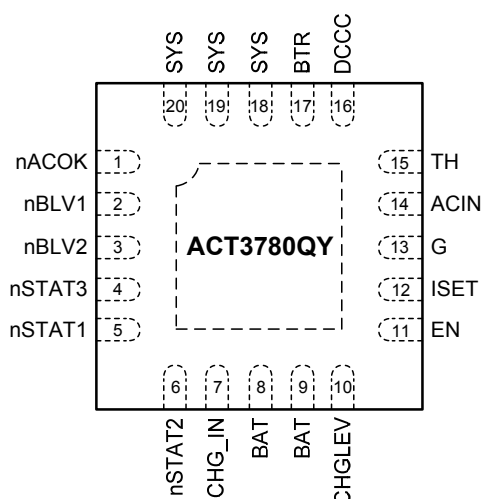 SYS
SYS
SYS
BTR
DCCC
20
19
18
17
16
nACOK 1
nBLV1 2
nBLV2 3
nSTAT3 4
nSTAT1 5
ACT3780QY
15 TH
14 ACIN
13 G
12 ISET
11 EN
6
7
8
9
10
nSTAT2
CHG_IN
BAT
BAT
CHGLEV